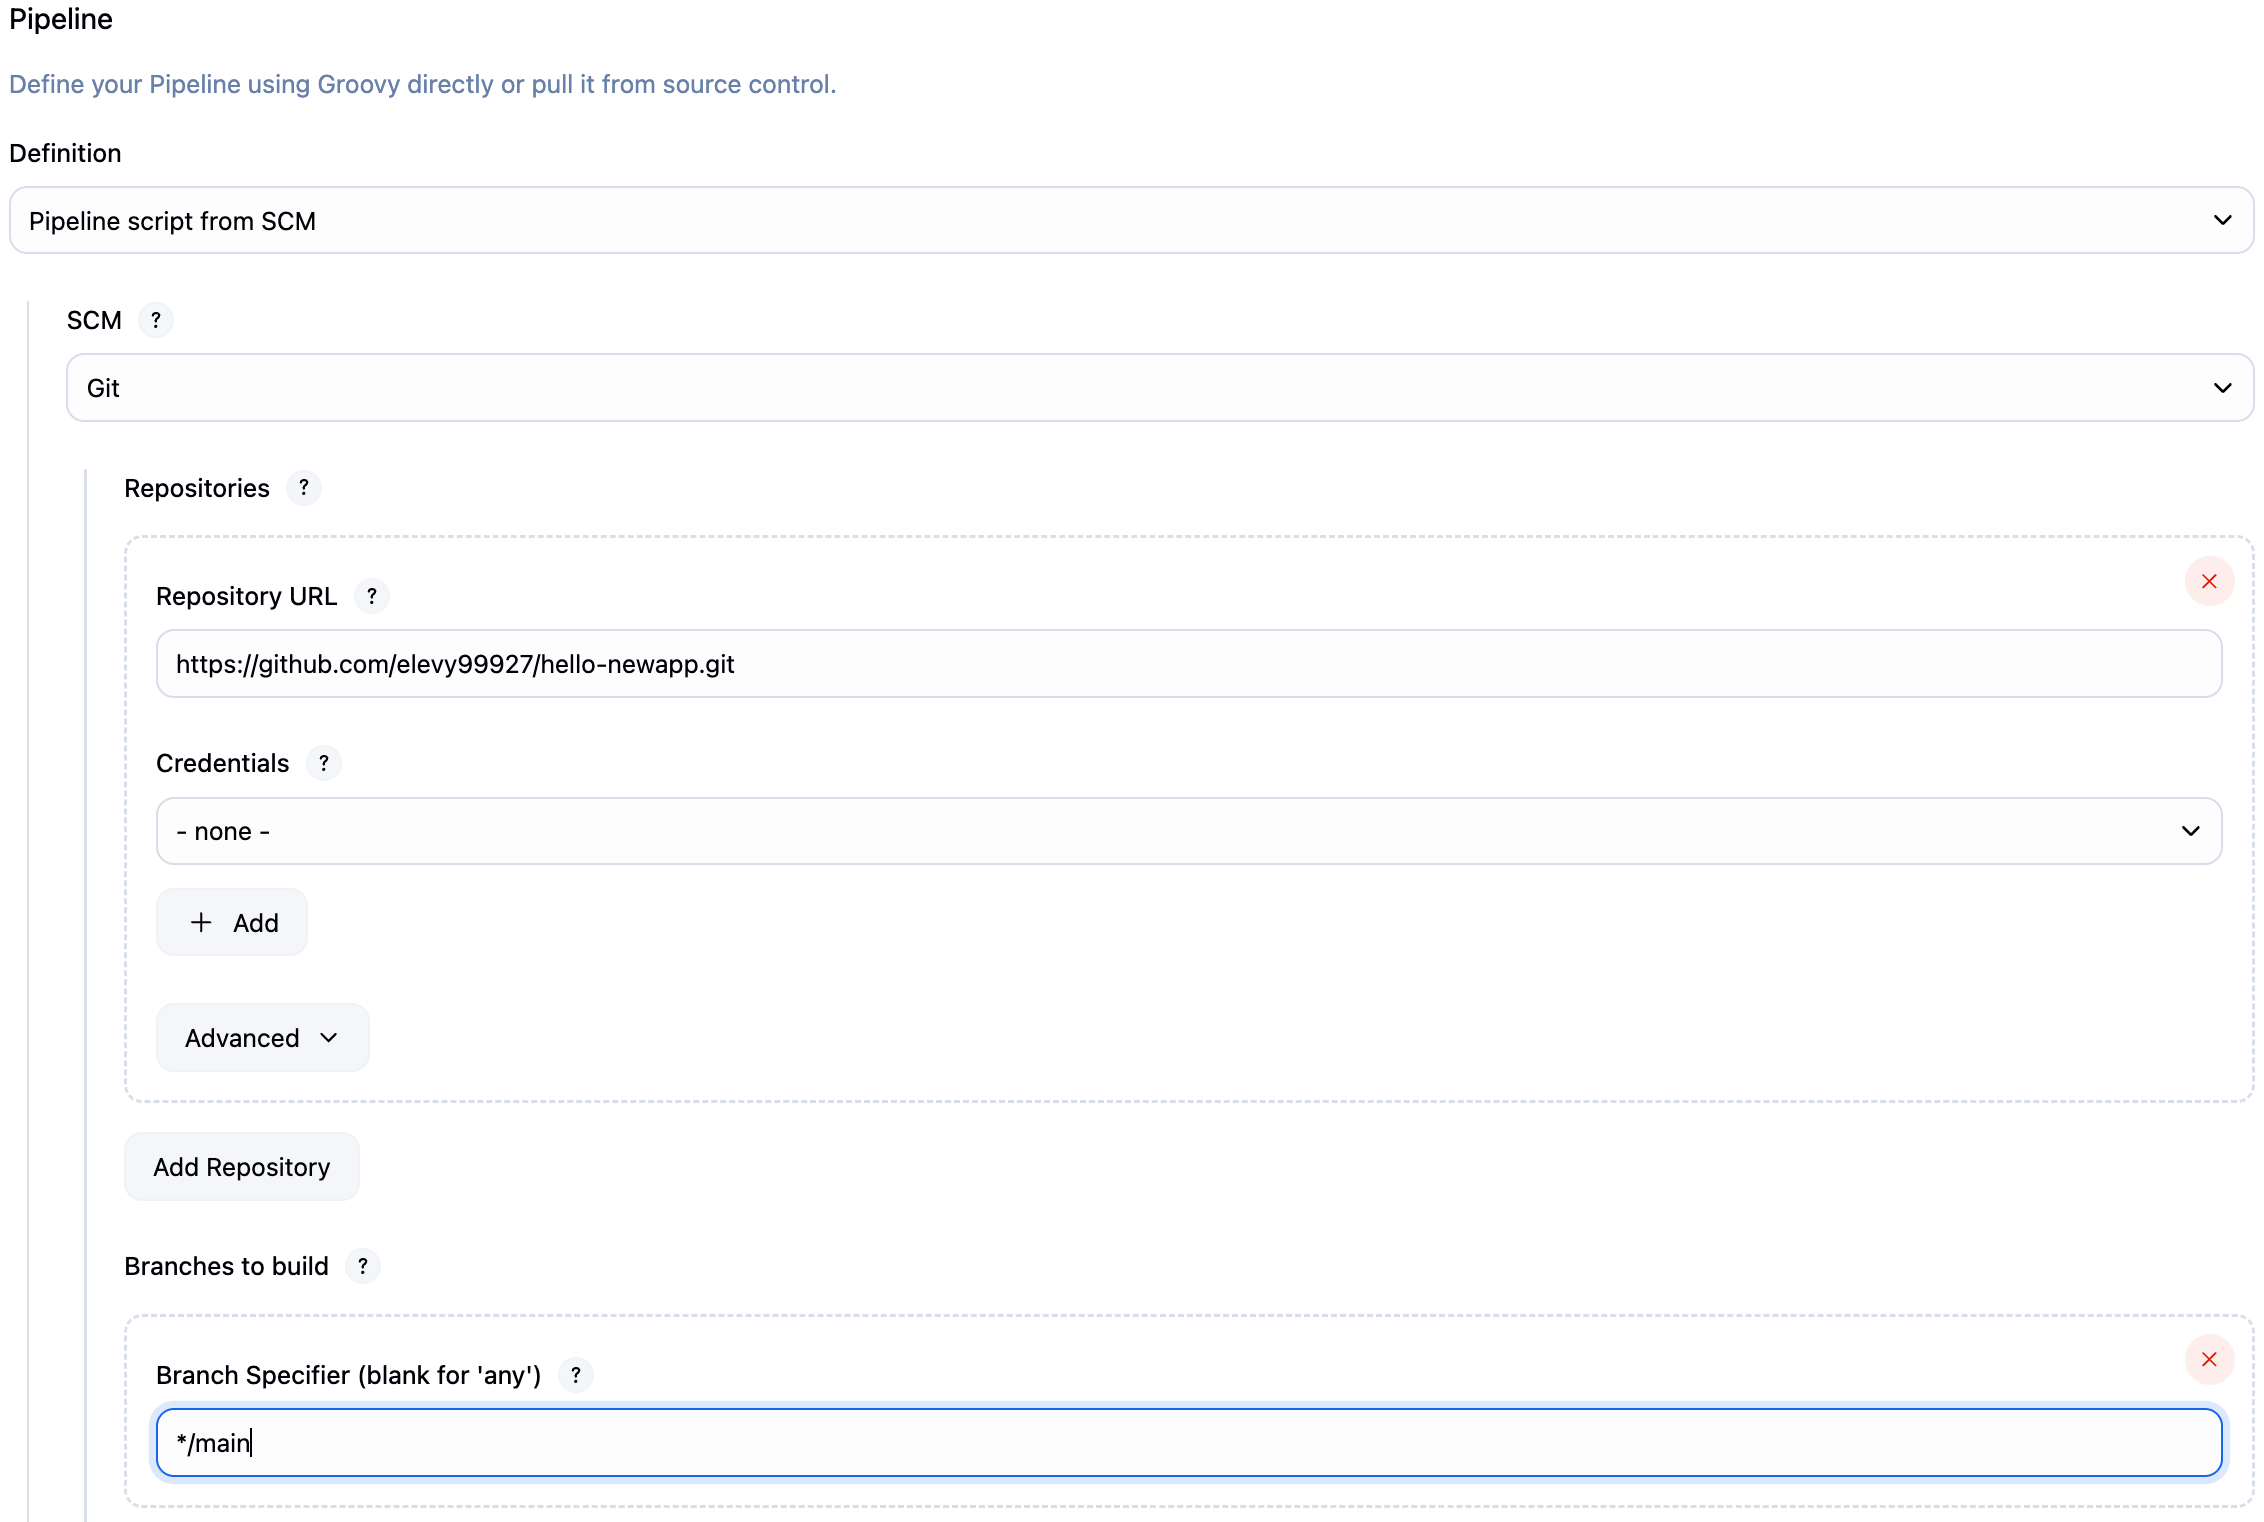 Pipeline
Define your Pipeline using Groovy directly or pull it from source control.
Definition
Pipeline script from SCM
SCM ?
Git
Repositories ?
Repository URL ?
https://github.com/elevy99927/hello-newapp.git
Credentials ?
- none -
+ Add
Advanced
Add Repository
Branches to build ?
Branch Specifier (blank for 'any') ?
*/main